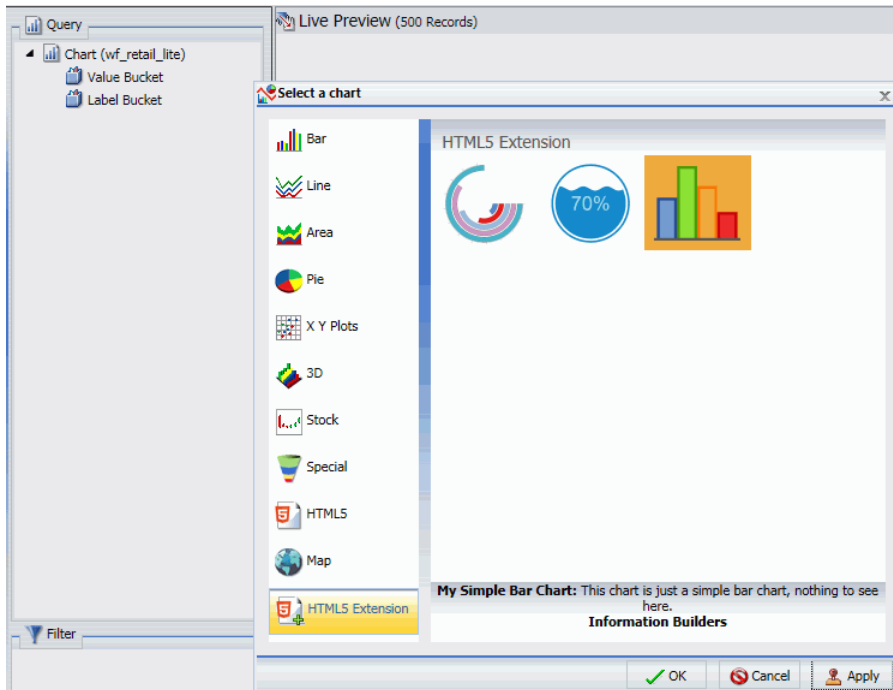 Query
Live Preview (500 Records)
Chart (wf_retail_lite)
Value Bucket
Label Bucket
Select a chart
Bar
Line
Area
Pie
X Y Plots
3D
Stock
Special
HTML5
Map
HTML5 Extension
HTML5 Extension
70%
My Simple Bar Chart: This chart is just a simple bar chart, nothing to see
here.
Information Builders
Filter
OK
Cancel
Apply